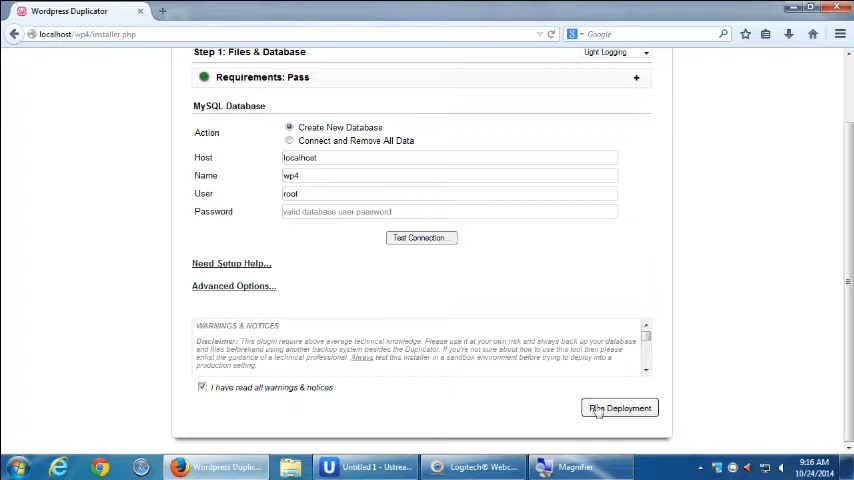 Wordpress Duplicator
localhost/wp4/installer.php
Google
Step 1: Files & Database
Light Logging
Requirements: Pass
+
MySQL Database
Action
Create New Database
Connect and Remove All Data
Host
localhost
Name
wp4
User
root
Password
valid database user password
Test Connection...
Need Setup Help...
Advanced Options...
WARNINGS & NOTICES
Disclaimer: This plugin require above average technical knowledge. Please use it at your own risk and always back up your database
and files beforehand using another backup system besides the Duplicator. If you're not sure about how to use this tool then please
enlist the guidance of a technical professional. Always test this installer in a sandbox environment before trying to deploy into a
production setting.
I have read all warnings & notices
Run Deployment
Wordpress Duplic...
Untitled 1 - Ustrea...
Logitech® Webc...
Magnifier
9:16 AM
10/24/2014